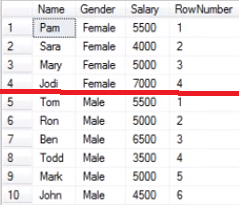 Name Gender Salary RowNumber
1 Pam Female 5500 1
2 Sara Female 4000 2
3 Mary Female 5000 3
4 Jodi Female 7000 4
5 Tom Male 5500 1
6 Ron Male 5000 2
7 Ben Male 6500 3
8 Todd Male 3500 4
9 Mark Male 5000 5
10 John Male 4500 6